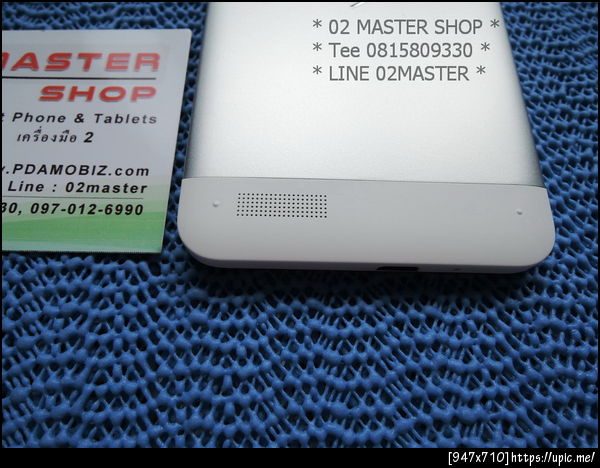 * 02 MASTER SHOP *
* Tee 0815809330 *
* LINE 02MASTER *
MASTER
SHOP
Phone & Tablets
เครื่องมือ 2
.PDAMOBIZ.com
Line : 02master
30, 097-012-6990
[947x710]https://upic.me/